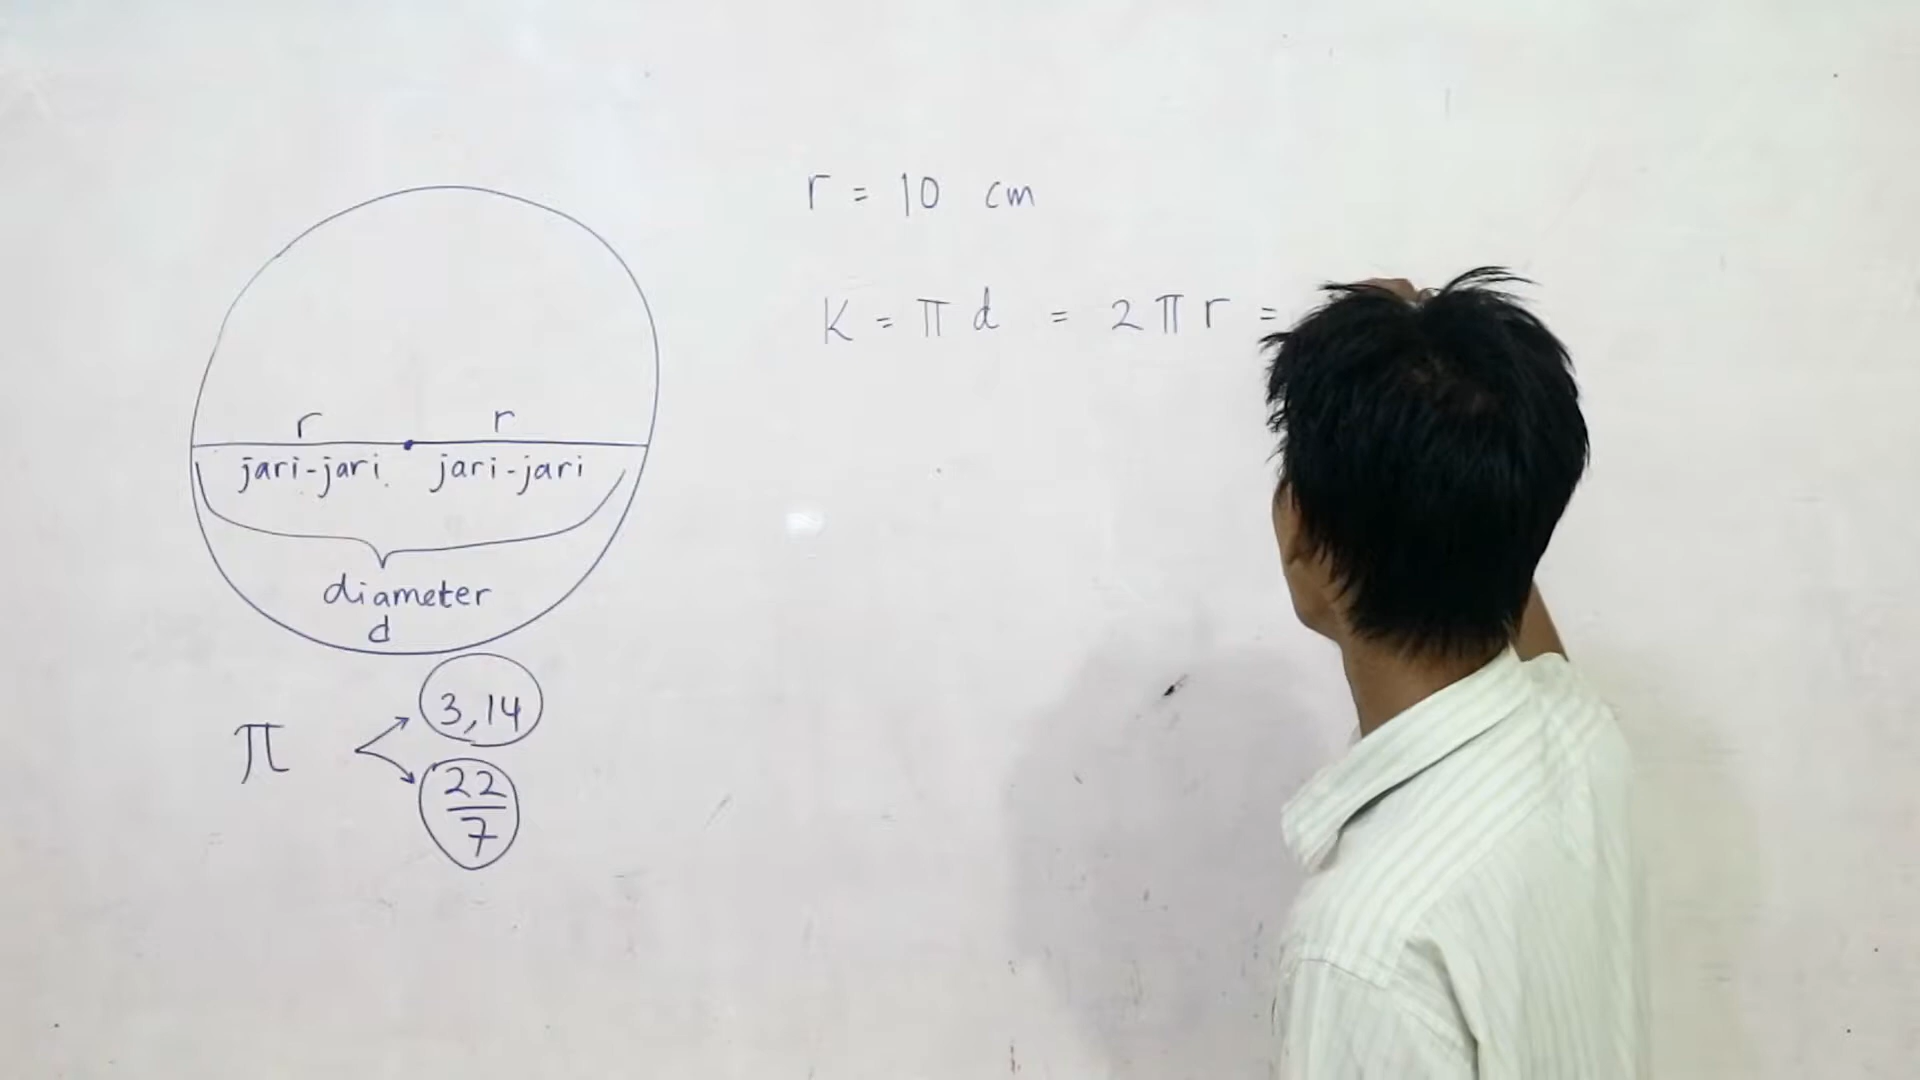 r = 10 cm
K = π d = 2 π r =
r r
jari-jari jari-jari
diameter
d
π
3,14
22
7